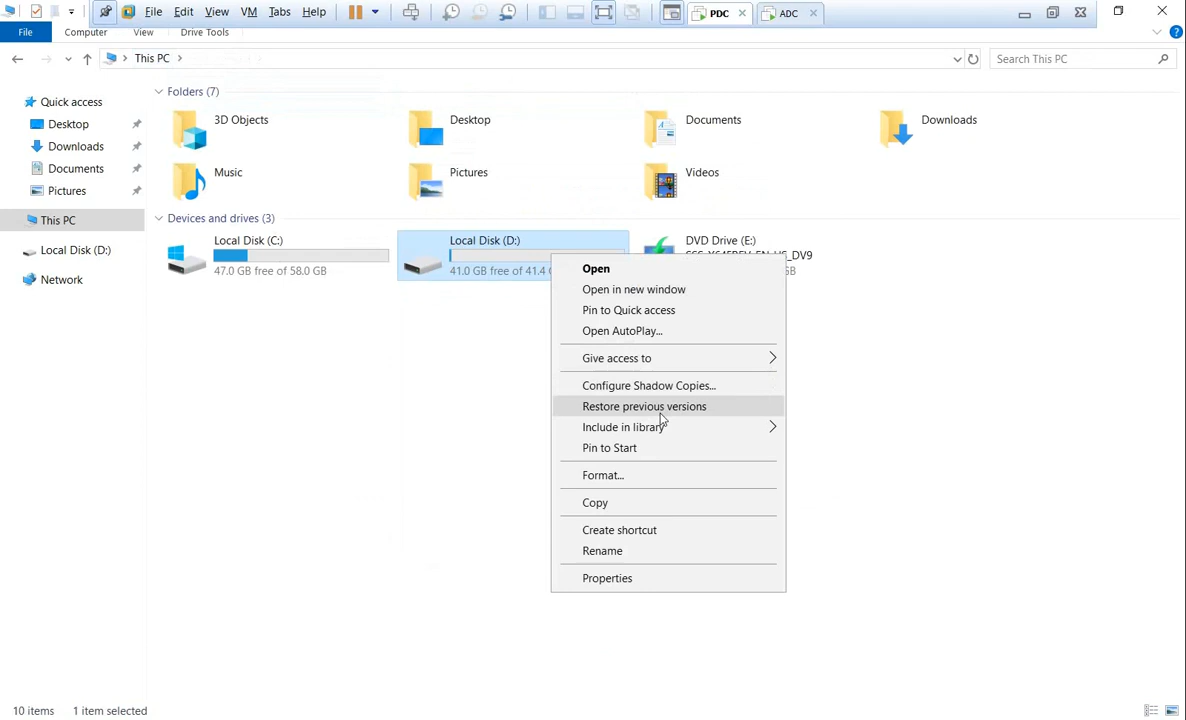 File Edit View VM Tabs Help PDC ADC
File Computer View Drive Tools
This PC
Search This PC
Quick access
Desktop
Downloads
Documents
Pictures
This PC
Local Disk (D:)
Network
Folders (7)
3D Objects
Desktop
Documents
Downloads
Music
Pictures
Videos
Devices and drives (3)
Local Disk (C:)
47.0 GB free of 58.0 GB
Local Disk (D:)
41.0 GB free of 41.4
DVD Drive (E:)
Open
Open in new window
Pin to Quick access
Open AutoPlay...
Give access to
Configure Shadow Copies...
Restore previous versions
Include in library
Pin to Start
Format...
Copy
Create shortcut
Rename
Properties
10 items 1 item selected